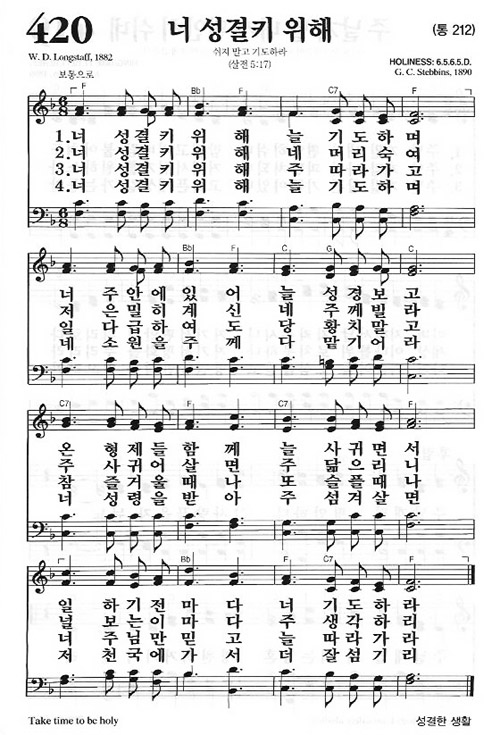 420
너 성결키 위해
(통 212)
쉬지 말고 기도하라
(살전 5:17)
W. D. Longstaff, 1882
HOLINESS: 6.5.6.5.D.
G. C. Stebbins, 1890
보통으로
F Bb F C7 F
1.너 성 결 키 위 해 늘 기 도 하 며
2.너 성 결 키 위 해 네 머 리 숙 여
3.너 성 결 키 위 해 주 따 라 가 고
4.너 성 결 키 위 해 늘 기 도 하 며
Bb F C G C
너 주 안 에 있 어 늘 성 경 보 고
저 은 밀 히 계 신 네 주 께 빌 라
일 다 급 하 여 도 당 황 치 말 고
네 소 원 을 주 께 다 맡 기 어 라
C7 F C7 F
온 형 제 들 함 께 늘 사 귀 면 서
주 사 귀 어 살 면 주 닮 으 리 니
참 즐 거 울 때 나 또 슬 플 때 나
너 성 령 을 받 아 주 섬 겨 살 면
Bb F C7 F
일 하 기 전 마 다 너 기 도 하 라
널 보 는 이 마 다 주 생 각 하 리
너 주 님 만 믿 고 늘 따 라 가 라
저 천 국 에 가 서 더 잘 섬 기 리
Take time to be holy
성결한 생활